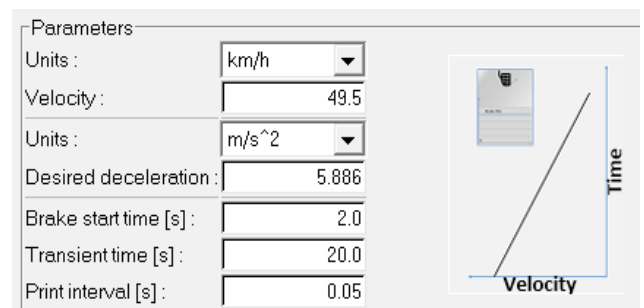 Parameters
Units : km/h
Velocity : 49.5
Units : m/s^2
Desired deceleration : 5.886
Brake start time [s] : 2.0
Transient time [s] : 20.0
Print interval [s] : 0.05
Time
Velocity